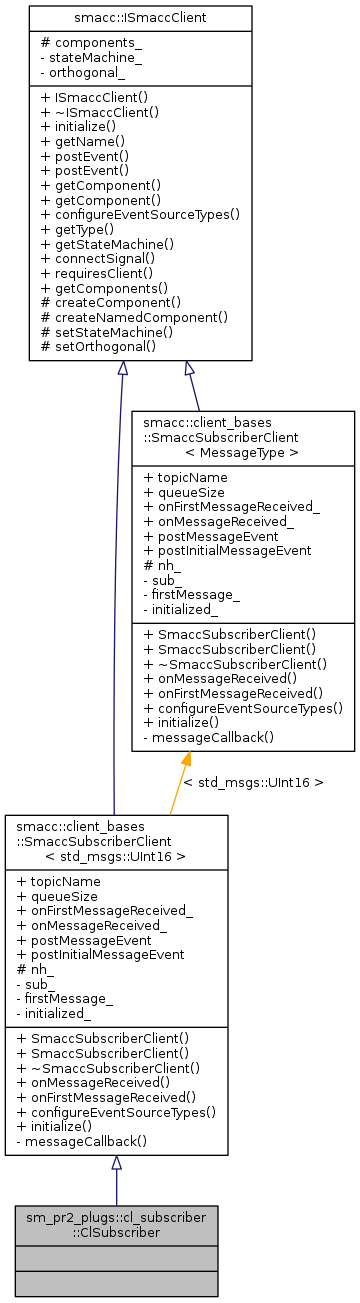 smacc::ISmaccClient
# components_
- stateMachine_
- orthogonal_
+ ISmaccClient()
+ ~ISmaccClient()
+ initialize()
+ getName()
+ postEvent()
+ postEvent()
+ getComponent()
+ getComponent()
+ configureEventSourceTypes()
+ getType()
+ getStateMachine()
+ connectSignal()
+ requiresClient()
+ getComponents()
# createComponent()
# createNamedComponent()
# setStateMachine()
# setOrthogonal()
smacc::client_bases
::SmaccSubscriberClient
< MessageType >
+ topicName
+ queueSize
+ onFirstMessageReceived_
+ onMessageReceived_
+ postMessageEvent
+ postInitialMessageEvent
# nh_
- sub_
- firstMessage_
- initialized_
+ SmaccSubscriberClient()
+ SmaccSubscriberClient()
+ ~SmaccSubscriberClient()
+ onMessageReceived()
+ onFirstMessageReceived()
+ configureEventSourceTypes()
+ initialize()
- messageCallback()
< std_msgs::UInt16 >
smacc::client_bases
::SmaccSubscriberClient
< std_msgs::UInt16 >
+ topicName
+ queueSize
+ onFirstMessageReceived_
+ onMessageReceived_
+ postMessageEvent
+ postInitialMessageEvent
# nh_
- sub_
- firstMessage_
- initialized_
+ SmaccSubscriberClient()
+ SmaccSubscriberClient()
+ ~SmaccSubscriberClient()
+ onMessageReceived()
+ onFirstMessageReceived()
+ configureEventSourceTypes()
+ initialize()
- messageCallback()
sm_pr2_plugs::cl_subscriber
::ClSubscriber